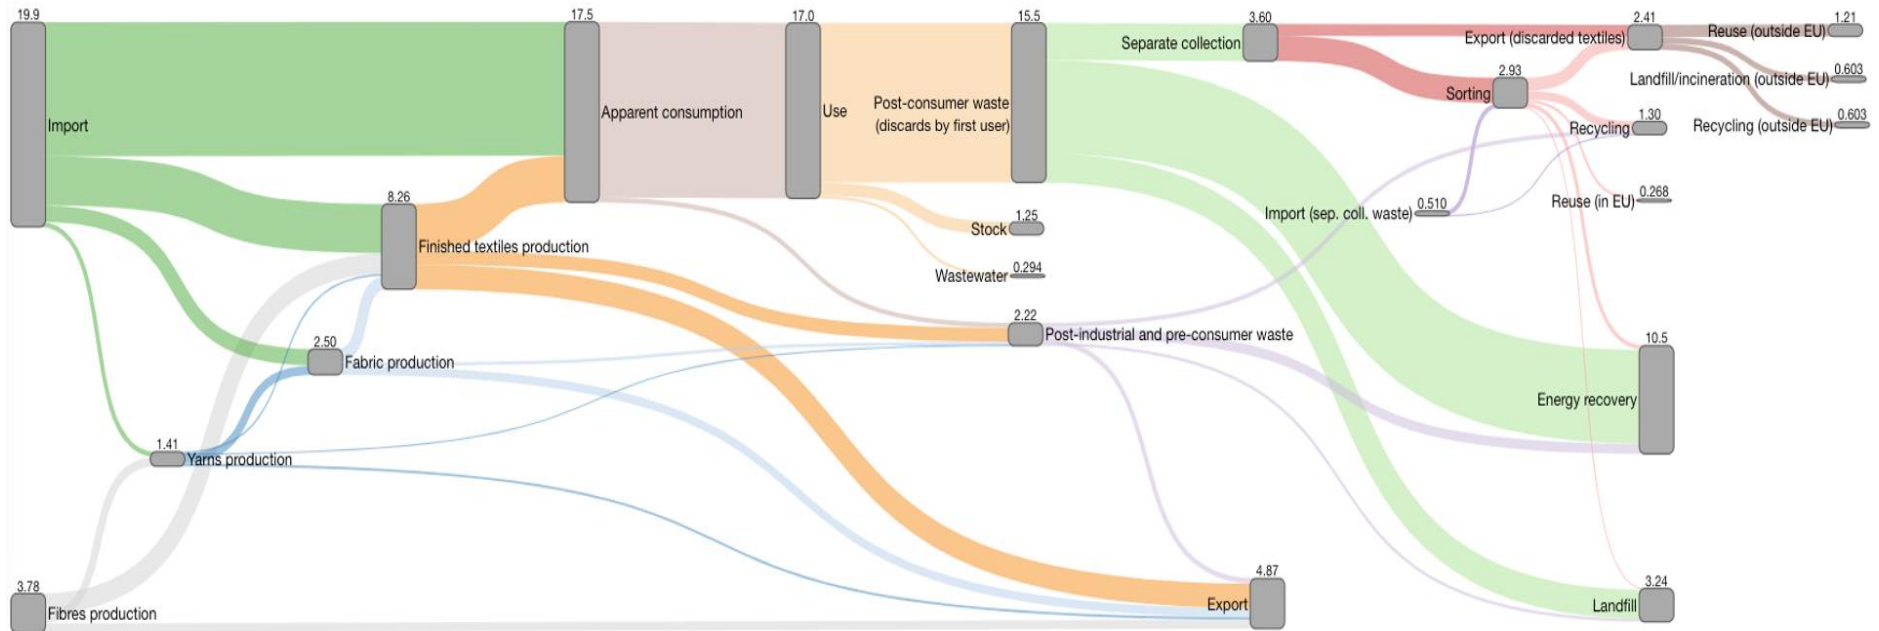 19.9
Import
17.5
Apparent consumption
17.0
Use
15.5
Post-consumer waste
(discards by first user)
3.60
Separate collection
2.41
Export (discarded textiles)
1.21
Reuse (outside EU)
0.603
Landfill/incineration (outside EU)
0.603
Recycling (outside EU)
2.93
Sorting
1.30
Recycling
0.510
Import (sep. coll. waste)
0.268
Reuse (in EU)
8.26
Finished textiles production
1.25
Stock
0.294
Wastewater
2.22
Post-industrial and pre-consumer waste
2.50
Fabric production
10.5
Energy recovery
1.41
Yarns production
3.78
Fibres production
4.87
Export
3.24
Landfill